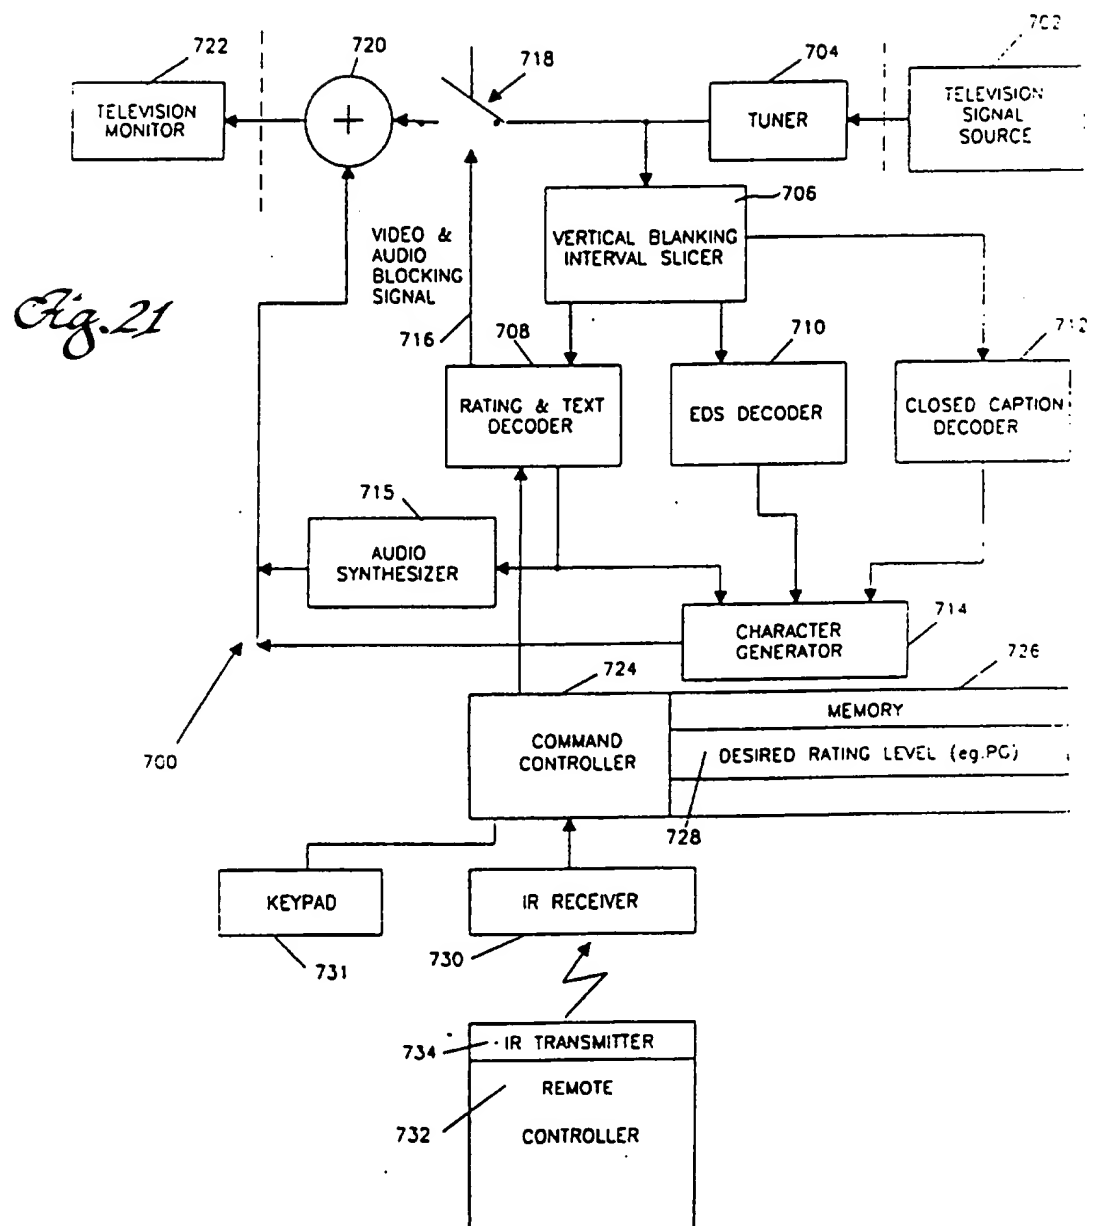 702
722
720
718
704
TELEVISION
MONITOR
+
TUNER
TELEVISION
SIGNAL
SOURCE
706
VIDEO &
AUDIO
BLOCKING
SIGNAL
VERTICAL BLANKING
INTERVAL SLICER
Fig. 21
716
708
710
712
RATING & TEXT
DECODER
EDS DECODER
CLOSED CAPTION
DECODER
715
AUDIO
SYNTHESIZER
CHARACTER
GENERATOR
714
724
726
700
COMMAND
CONTROLLER
MEMORY
DESIRED RATING LEVEL (eg.PG)
728
KEYPAD
IR RECEIVER
731
730
734
IR TRANSMITTER
REMOTE
CONTROLLER
732